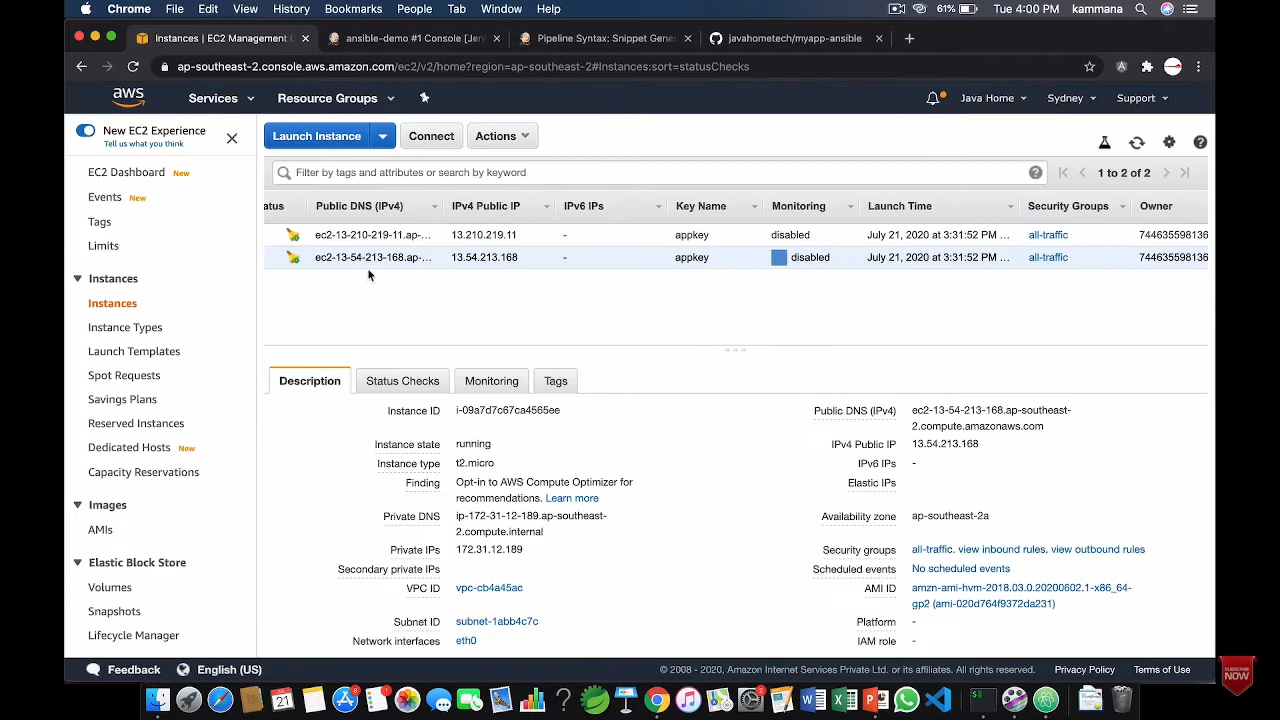 Chrome File Edit View History Bookmarks People Tab Window Help 6% Tue 4:00 PM kammana
Instances | EC2 Management C ansible-demo #1 Console [Jen Pipeline Syntax: Snippet Gene javahometech/myapp-ansible
ap-southeast-2.console.aws.amazon.com/ec2/v2/home?region=ap-southeast-2#Instances:sort=statusChecks
aws Services Resource Groups Java Home Sydney Support
New EC2 Experience
Tell us what you think
Launch Instance Connect Actions
EC2 Dashboard New
Events New
Tags
Limits
Instances
Instances
Instance Types
Launch Templates
Spot Requests
Savings Plans
Reserved Instances
Dedicated Hosts New
Capacity Reservations
Images
AMIs
Elastic Block Store
Volumes
Snapshots
Lifecycle Manager
Filter by tags and attributes or search by keyword 1 to 2 of 2
atus Public DNS (IPv4) IPv4 Public IP IPv6 IPs Key Name Monitoring Launch Time Security Groups Owner
ec2-13-210-219-11.ap-... 13.210.219.11 - appkey disabled July 21, 2020 at 3:31:52 PM ... all-traffic 744635598136
ec2-13-54-213-168.ap-... 13.54.213.168 - appkey disabled July 21, 2020 at 3:31:52 PM ... all-traffic 744635598136
Description Status Checks Monitoring Tags
Instance ID i-09a7d7c67ca4565ee
Instance state running
Instance type t2.micro
Finding Opt-in to AWS Compute Optimizer for
recommendations. Learn more
Private DNS ip-172-31-12-189.ap-southeast-
2.compute.internal
Private IPs 172.31.12.189
Secondary private IPs
VPC ID vpc-cb4a45ac
Subnet ID subnet-1abb4c7c
Network interfaces eth0
Public DNS (IPv4) ec2-13-54-213-168.ap-southeast-
2.compute.amazonaws.com
IPv4 Public IP 13.54.213.168
IPv6 IPs -
Elastic IPs
Availability zone ap-southeast-2a
Security groups all-traffic. view inbound rules. view outbound rules
Scheduled events No scheduled events
AMI ID amzn-ami-hvm-2018.03.0.20200602.1-x86_64-
gp2 (ami-020d764f9372da231)
Platform -
IAM role -
Feedback English (US) © 2008 - 2020, Amazon Internet Services Private Ltd. or its affiliates. All rights reserved. Privacy Policy Terms of Use
SUBSCRIBE
NOW